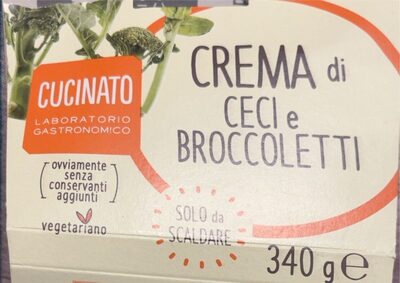 CUCINATO
LABORATORIO
GASTRONOMICO
CREMA di
CECI e
BROCCOLETTI
(ovviamente
senza
conservanti
aggiunti)
vegetariano
SOLO da
SCALDARE
340 g e